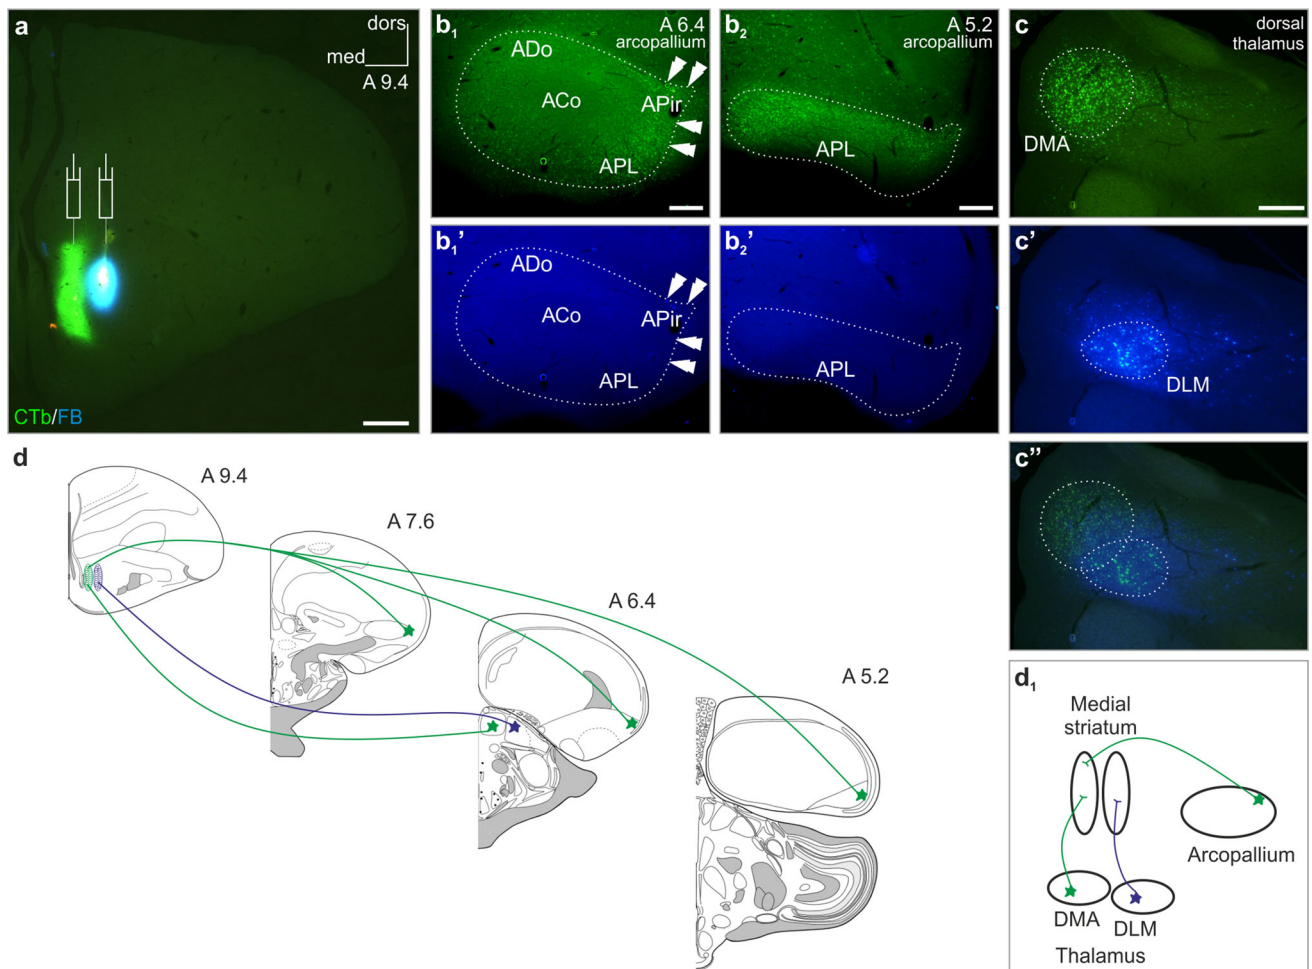 a
dors
med
A 9.4
CTb/FB
b₁
A 6.4
arcopallium
ADo
ACo
APir
APL
b₂
A 5.2
arcopallium
APL
c
dorsal
thalamus
DMA
b₁’
ADo
ACo
APir
APL
b₂’
APL
c’
DLM
c’’
d
A 9.4
A 7.6
A 6.4
A 5.2
d₁
Medial
striatum
Arcopallium
DMA
DLM
Thalamus